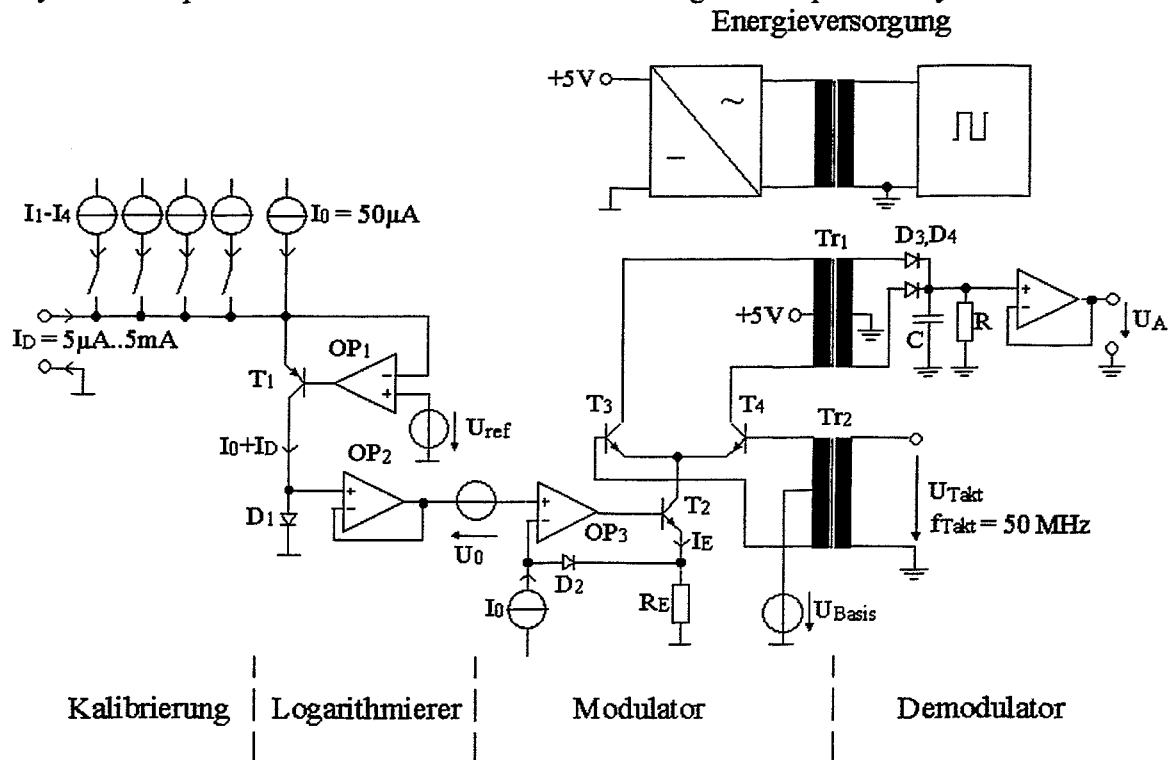 Energieversorgung
+5V
~
–
I1-I4
I0 = 50µA
ID = 5µA..5mA
T1
OP1
Uref
I0+ID
OP2
D1
U0
OP3
I0
D2
T2
IE
RE
T3
T4
Tr1
+5V
D3,D4
C
R
UA
Tr2
UTakt
fTakt = 50 MHz
UBasis
Kalibrierung
Logarithmierer
Modulator
Demodulator